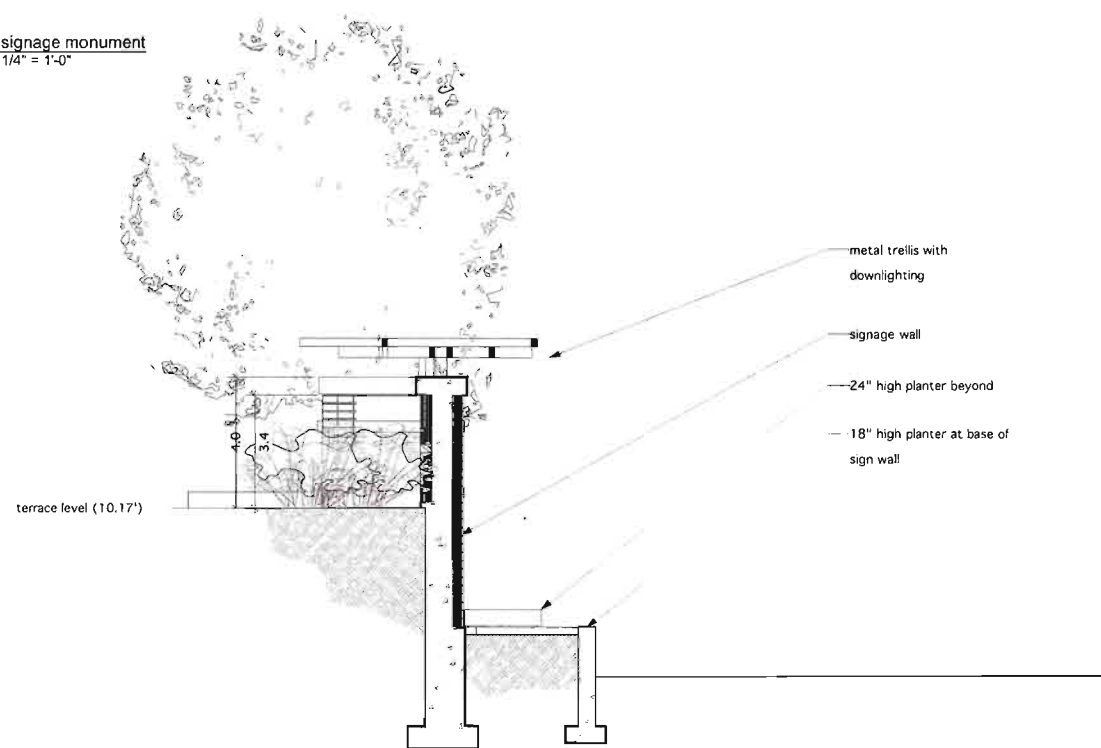 signage monument
1/4" = 1'-0"
metal trellis with
downlighting
signage wall
24" high planter beyond
18" high planter at base of
sign wall
4.0
3.4
terrace level (10.17')